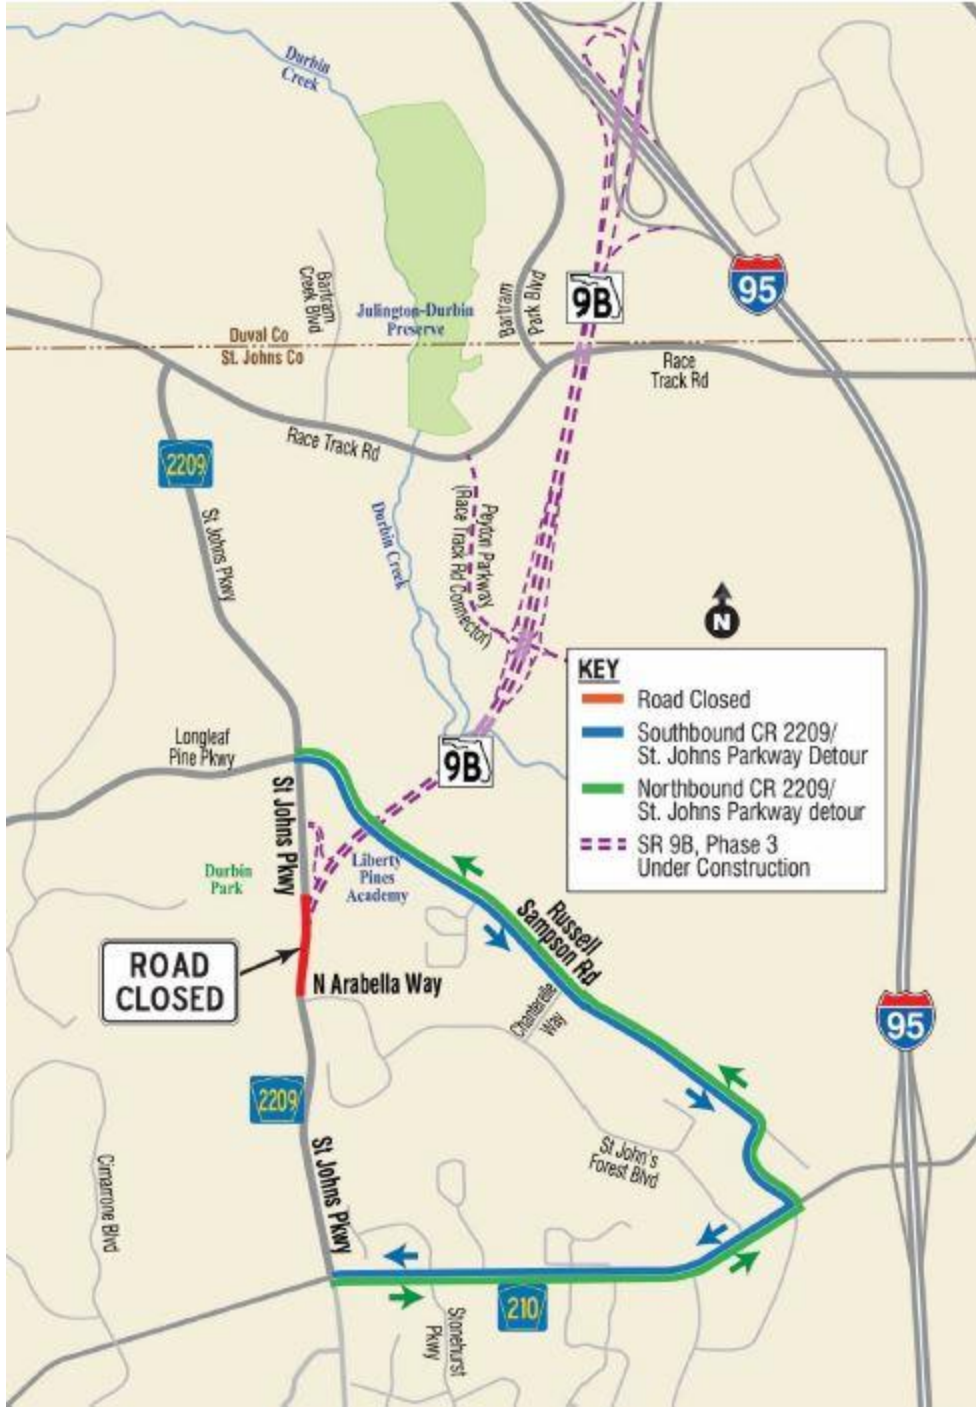 Durbin
Creek
95
9B
Bartram
Creek Blvd
Julington-Durbin
Preserve
Bartram
Park Blvd
Duval Co
St. Johns Co
Race
Track Rd
Race Track Rd
2209
St Johns Pkwy
Durbin Creek
Peyton Parkway
(Race Track Rd Connector)
N
KEY
Road Closed
Southbound CR 2209/
St. Johns Parkway Detour
Northbound CR 2209/
St. Johns Parkway detour
SR 9B, Phase 3
Under Construction
Longleaf
Pine Pkwy
9B
St Johns Pkwy
Durbin
Park
Liberty
Pines
Academy
Russell
Sampson Rd
ROAD
CLOSED
N Arabella Way
Chanterelle
Way
95
2209
St Johns Pkwy
St John's
Forest Blvd
Cimarrone Blvd
210
Stonehurst
Pkwy